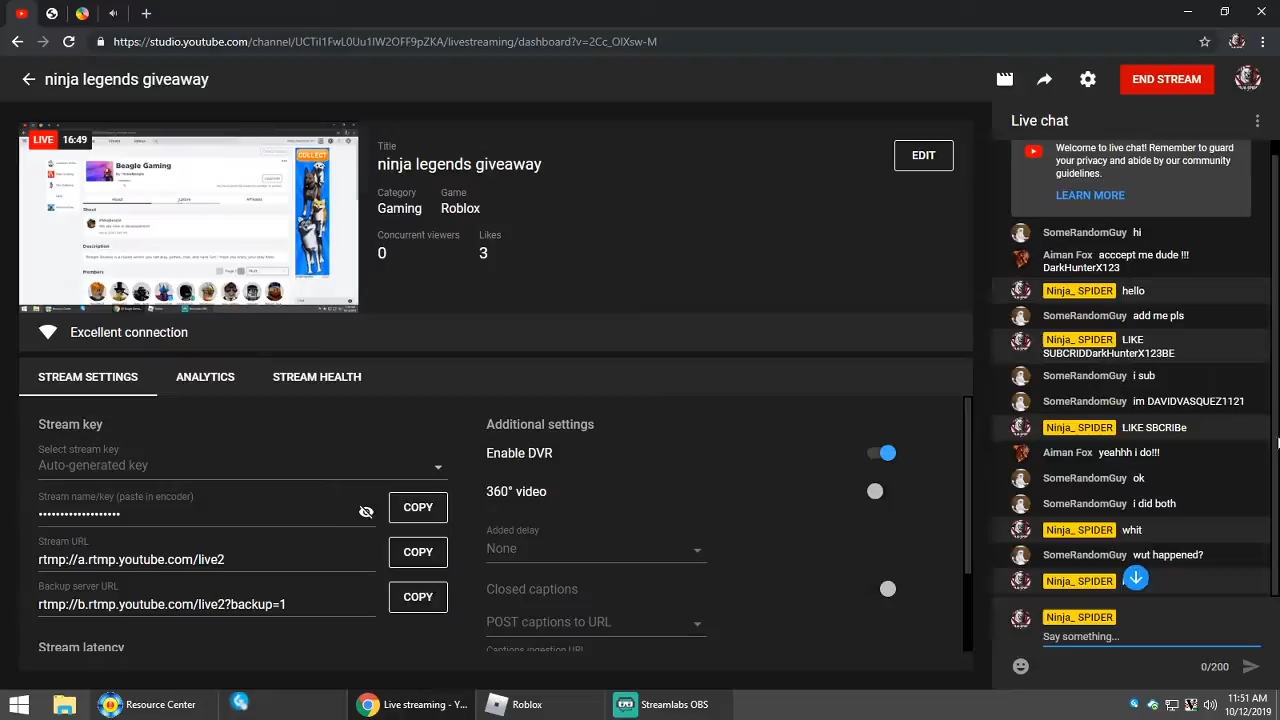 https://studio.youtube.com/channel/UCTiI1FwL0Uu1IW2OFF9pZKA/livestreaming/dashboard?v=2Cc_OIXsw-M
ninja legends giveaway
END STREAM
LIVE 16:49
Beagle Gaming
COLLECT
Description
Members
Title
ninja legends giveaway
EDIT
Category Game
Gaming Roblox
Concurrent viewers Likes
Excellent connection
STREAM SETTINGS
ANALYTICS
STREAM HEALTH
Stream key
Select stream key
Auto-generated key
Stream name/key (paste in encoder)
••••••••••••••••••••
COPY
Stream URL
rtmp://a.rtmp.youtube.com/live2
COPY
Backup server URL
rtmp://b.rtmp.youtube.com/live2?backup=1
COPY
Stream latency
Additional settings
Enable DVR
360° video
Added delay
None
Closed captions
POST captions to URL
Captions ingestion URL
Live chat
Welcome to live chat! Remember to guard
your privacy and abide by our community
guidelines.
LEARN MORE
SomeRandomGuy
Aiman Fox
Ninja_ SPIDER hello
SomeRandomGuy add me pls
Ninja_ SPIDER LIKE
SUBCRIDDarkHunterX123BE
SomeRandomGuy i sub
SomeRandomGuy im DAVIDVASQUEZ1121
Ninja_ SPIDER LIKE SBCRIBe
Aiman Fox yeahhh i do!!!
SomeRandomGuy ok
SomeRandomGuy i did both
Ninja_ SPIDER whit
SomeRandomGuy wut happened?
Ninja_ SPIDER
Ninja_ SPIDER
Say something...
0/200
Resource Center
Live streaming - Y...
Roblox
Streamlabs OBS
11:51 AM
10/12/2019